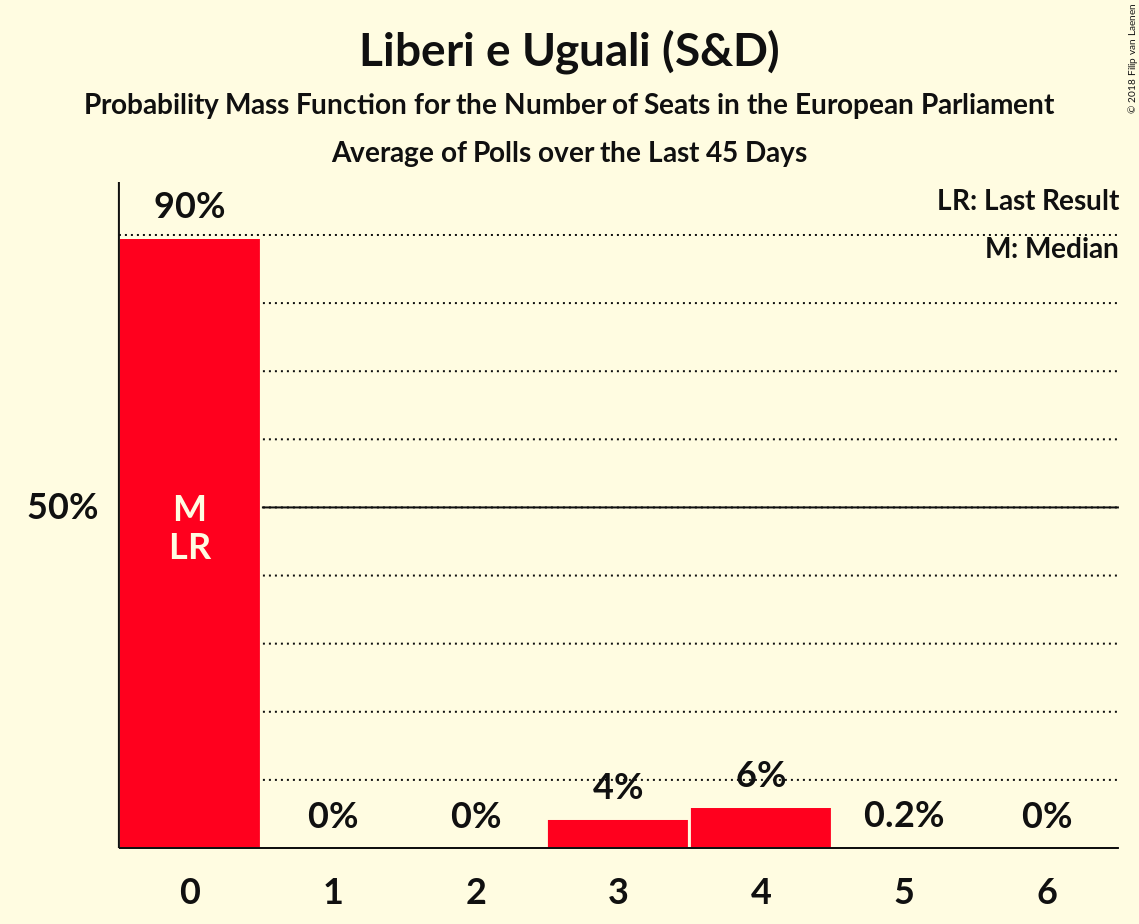 Liberi e Uguali (S&D)
Probability Mass Function for the Number of Seats in the European Parliament
Average of Polls over the Last 45 Days
© 2018 Filip van Laenen
LR: Last Result
M: Median
90%
50%
M
LR
0%
0%
4%
6%
0.2%
0%
0
1
2
3
4
5
6